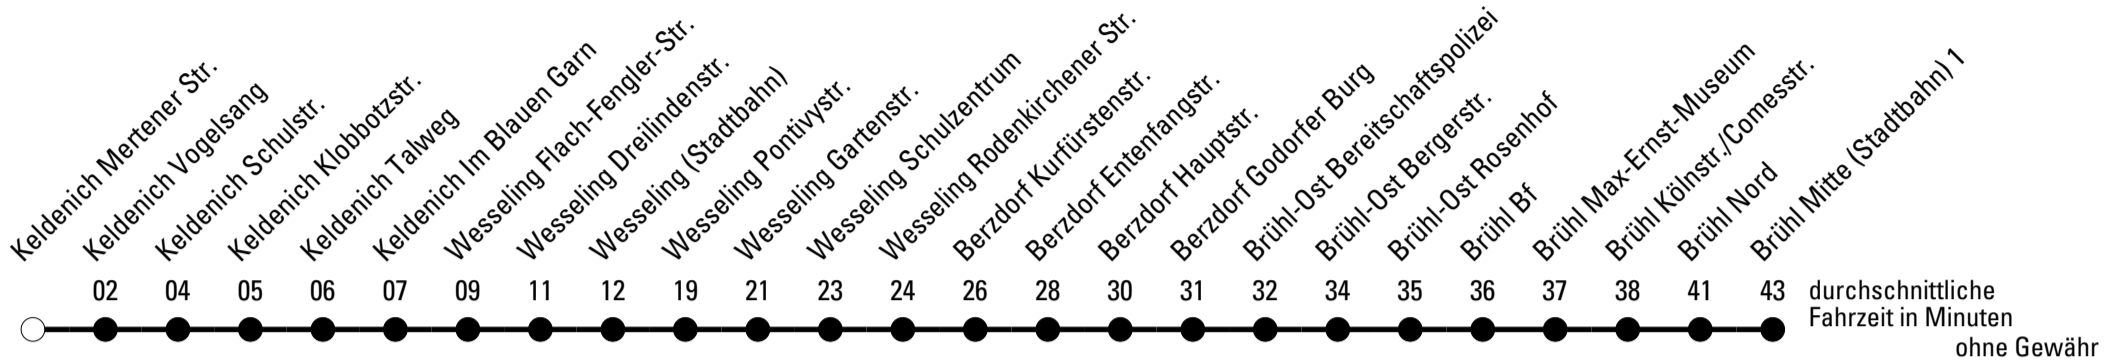 Keldenich Mertener Str.
Keldenich Vogelsang
Keldenich Schulstr.
Keldenich Klobbotzstr.
Keldenich Talweg
Keldenich Im Blauen Garn
Wesseling Flach-Fengler-Str.
Wesseling Dreilindenstr.
Wesseling (Stadtbahn)
Wesseling Pontivystr.
Wesseling Gartenstr.
Wesseling Schulzentrum
Wesseling Rodenkirchener Str.
Berzdorf Kurfürstenstr.
Berzdorf Entenfangstr.
Berzdorf Hauptstr.
Berzdorf Godorfer Burg
Brühl-Ost Bereitschaftspolizei
Brühl-Ost Bergerstr.
Brühl-Ost Rosenhof
Brühl Bf
Brühl Max-Ernst-Museum
Brühl Kölnstr./Comesstr.
Brühl Nord
Brühl Mitte (Stadtbahn) 1
02 04 05 06 07 09 11 12 19 21 23 24 26 28 30 31 32 34 35 36 37 38 41 43
durchschnittliche
Fahrzeit in Minuten
ohne Gewähr